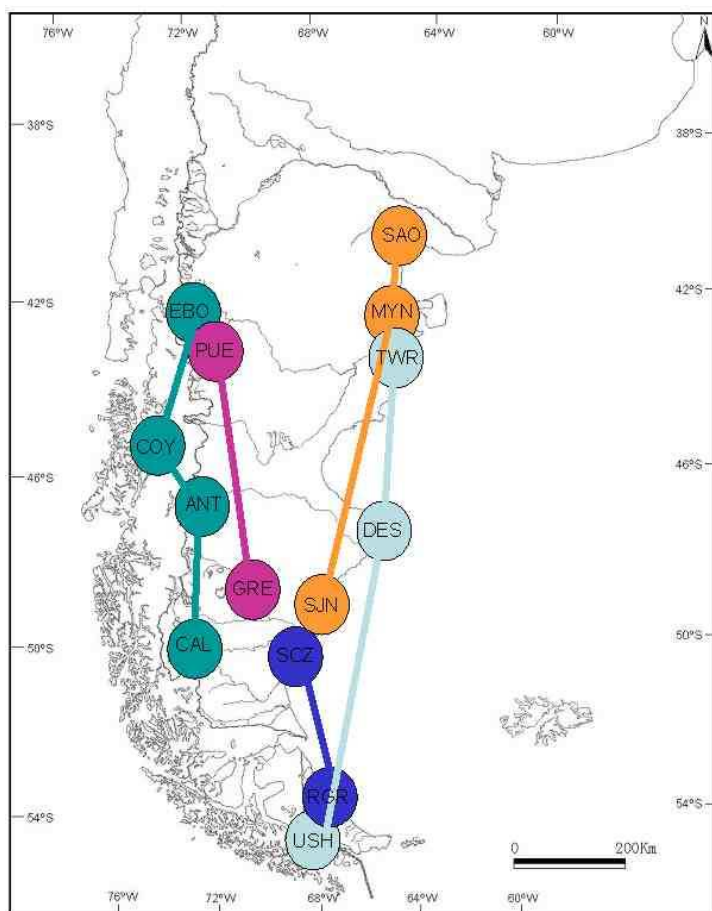 76°W 72°W 68°W 64°W 60°W N
38°S 38°S
SAO
42°S 42°S
EBO MYN
PUE TWR
COY
46°S 46°S
ANT
DES
GRE
SJN
50°S CAL SCZ 50°S
RGR
54°S 54°S
USH
0 200Km
76°W 70°W 68°W 64°W 60°W